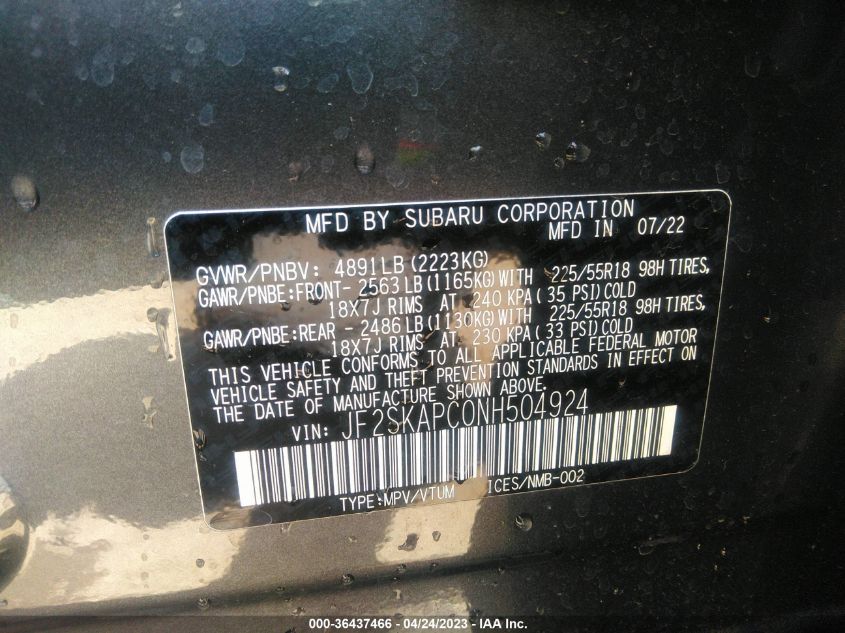 MFD BY SUBARU CORPORATION
MFD IN 07/22
GVWR/PNBV: 4891LB(2223KG)
GAWR/PNBE:FRONT- 2563LB(1165KG)WITH 225/55R18 98H TIRES,
18X7J RIMS AT 240 KPA(35 PSI)COLD
GAWR/PNBE:REAR - 2486LB(1130KG)WITH 225/55R18 98H TIRES,
18X7J RIMS AT 230 KPA(33 PSI)COLD
THIS VEHICLE CONFORMS TO ALL APPLICABLE FEDERAL MOTOR
VEHICLE SAFETY AND THEFT PREVENTION STANDARDS IN EFFECT ON
THE DATE OF MANUFACTURE SHOWN ABOVE.
VIN: JF2SKAPC0NH504924
TYPE:MPV/VTUM ICES/NMB-002
000-36437466 - 04/24/2023 - IAA Inc.